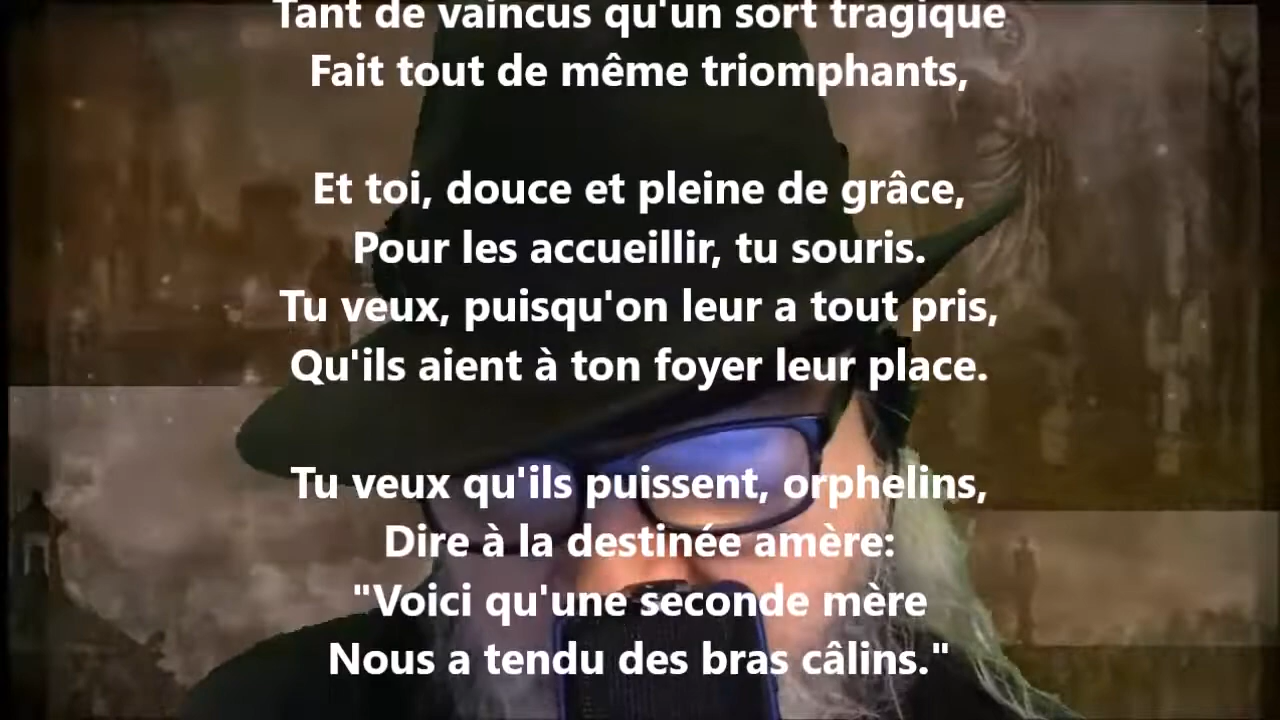 Tant de vaincus qu'un sort tragique
Fait tout de même triomphants,
Et toi, douce et pleine de grâce,
Pour les accueillir, tu souris.
Tu veux, puisqu'on leur a tout pris,
Qu'ils aient à ton foyer leur place.
Tu veux qu'ils puissent, orphelins,
Dire à la destinée amère:
"Voici qu'une seconde mère
Nous a tendu des bras câlins."